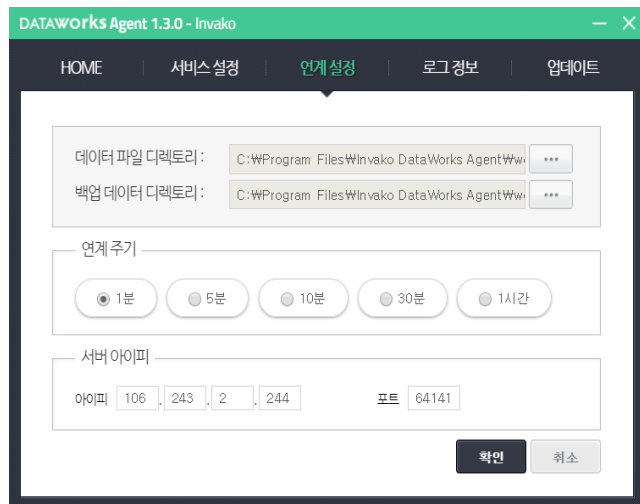 DATAWorks Agent 1.3.0 - Invako
HOME 서비스 설정 연계 설정 로그 정보 업데이트
데이터 파일 디렉토리 : C:₩Program Files₩Invako DataWorks Agent₩w ...
백업 데이터 디렉토리 : C:₩Program Files₩Invako DataWorks Agent₩w ...
연계 주기
1분 5분 10분 30분 1시간
서버 아이피
아이피 106 . 243 . 2 . 244 포트 64141
확인 취소